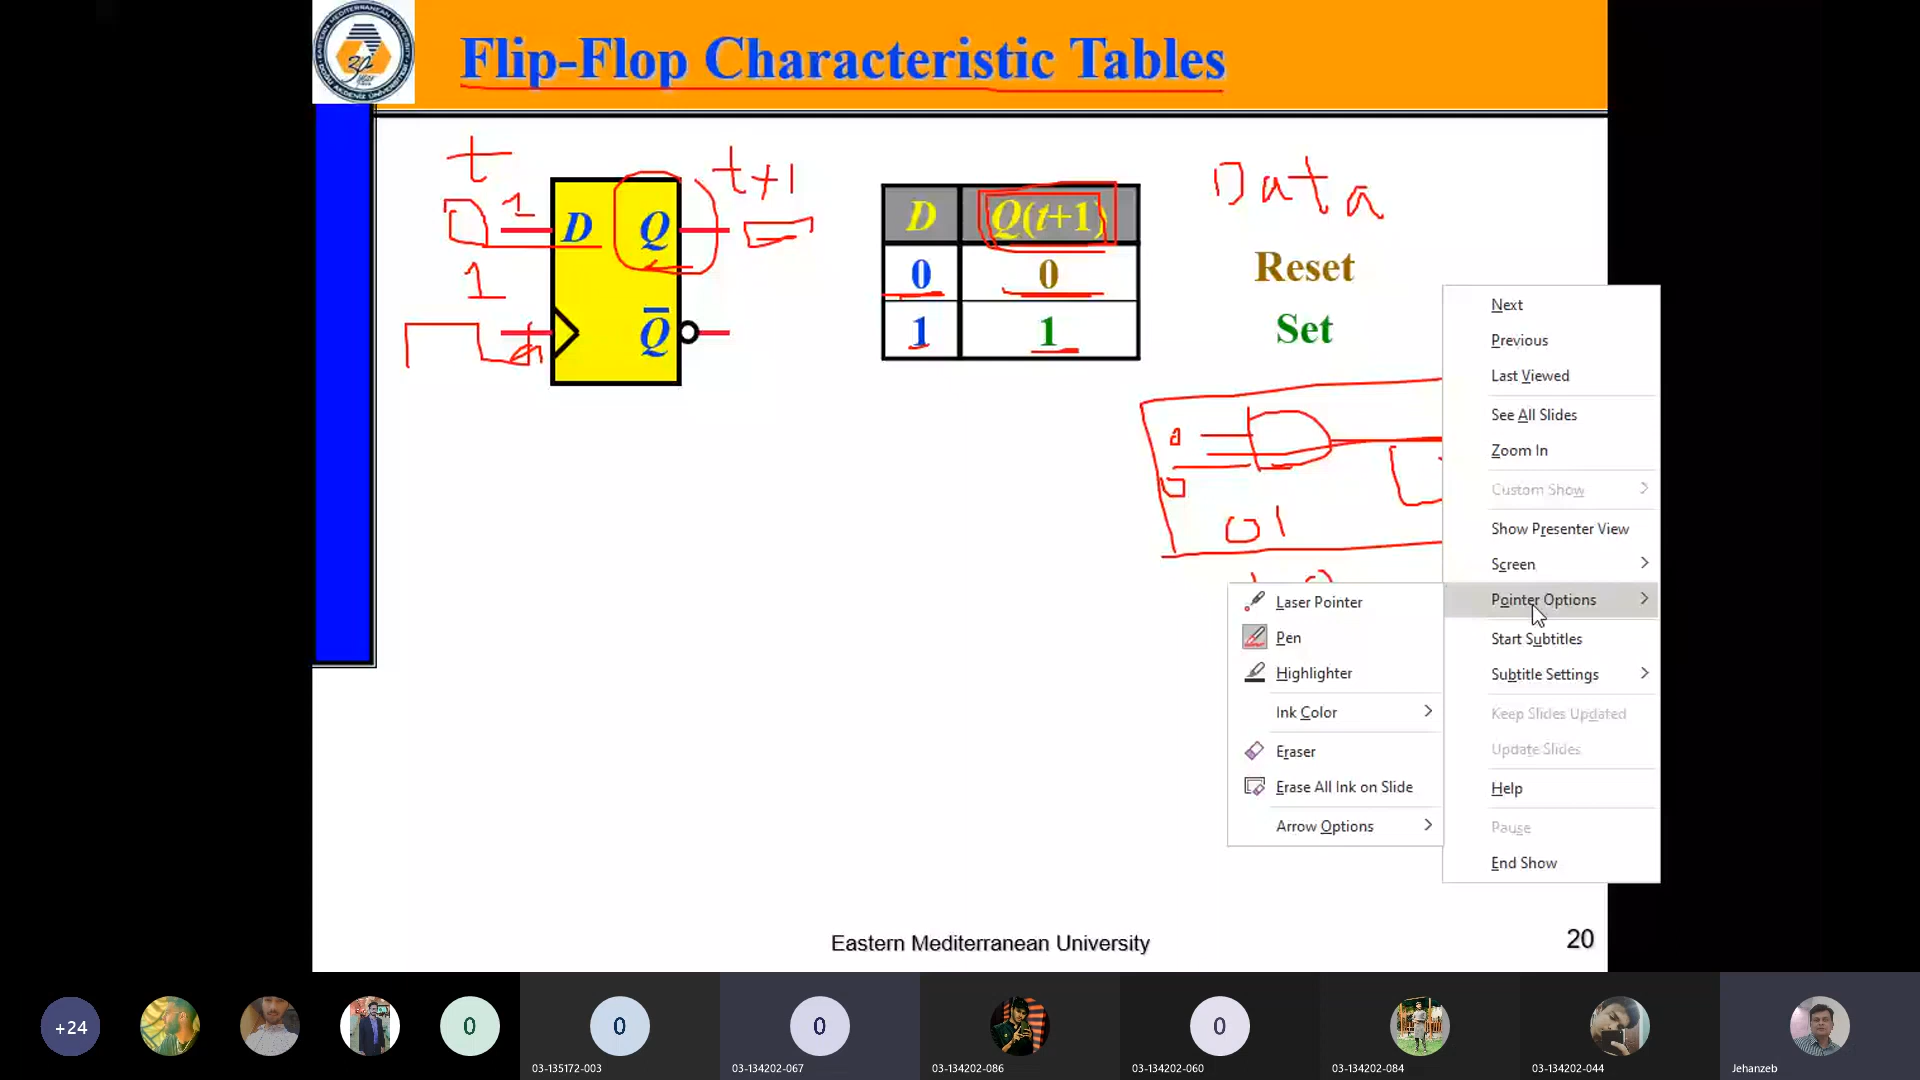 Flip-Flop Characteristic Tables
t
t+1
1
D Q
1
Q
D Q(t+1)
0 0
1 1
Data
Reset
Set
0 1
Next
Previous
Last Viewed
See All Slides
Zoom In
Custom Show
Show Presenter View
Screen
Pointer Options
Start Subtitles
Subtitle Settings
Keep Slides Updated
Update Slides
Help
Pause
End Show
Laser Pointer
Pen
Highlighter
Ink Color
Eraser
Erase All Ink on Slide
Arrow Options
Eastern Mediterranean University
20
+24
0
0
0
0
03-135172-003
03-134202-067
03-134202-086
03-134202-060
03-134202-084
03-134202-044
Jehanzeb